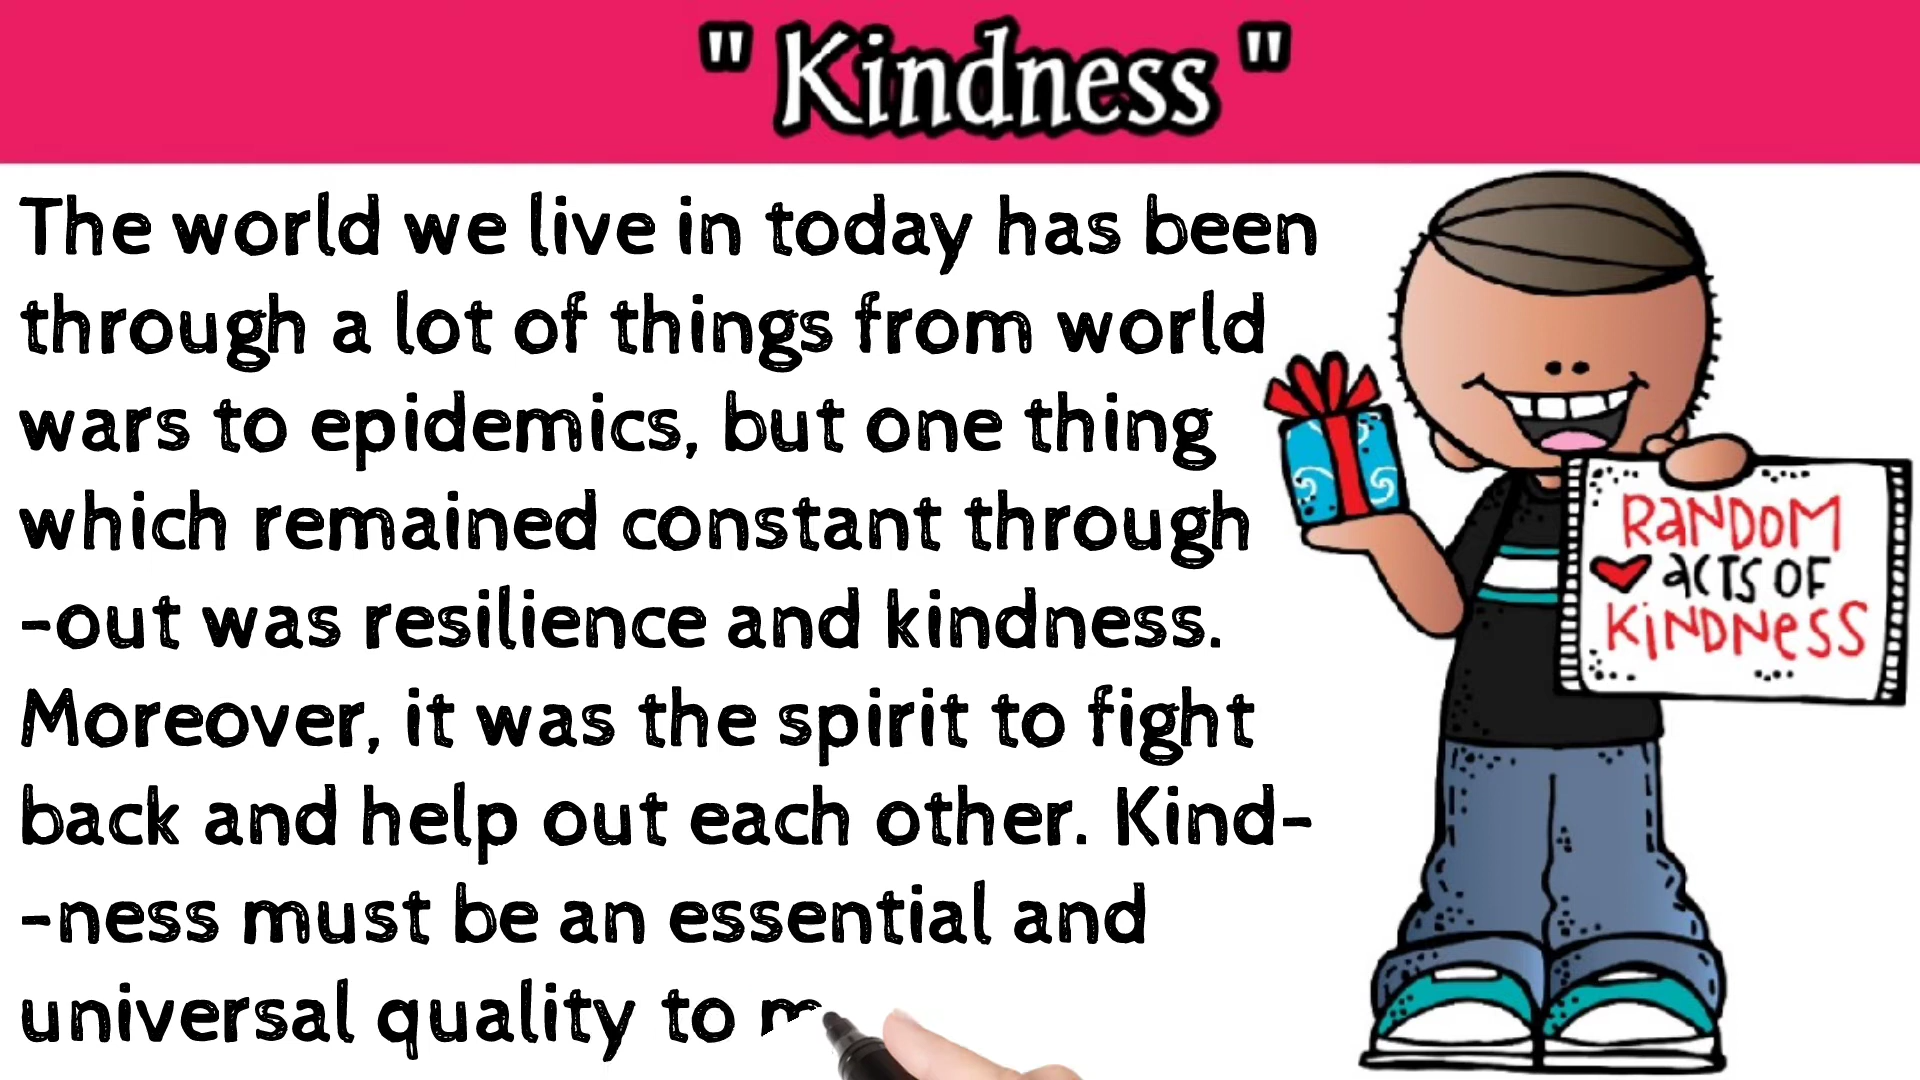 " Kindness "
The world we live in today has been
through a lot of things from world
wars to epidemics, but one thing
which remained constant through
-out was resilience and kindness.
Moreover, it was the spirit to fight
back and help out each other. Kind-
-ness must be an essential and
universal quality to
RaNDOM
acTS OF
KiNDNeSS